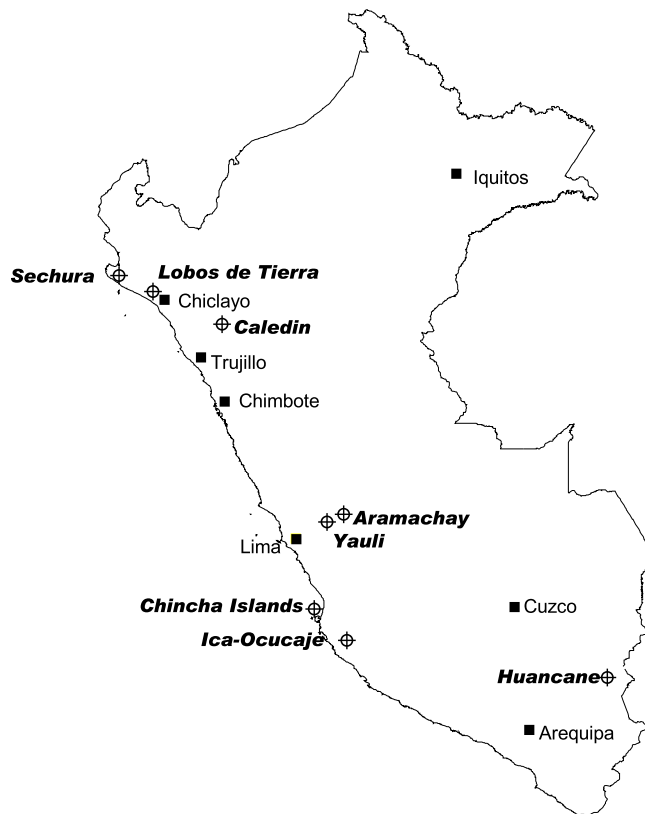 Iquitos
Lobos de Tierra
Sechura
Chiclayo
Caledin
Trujillo
Chimbote
Aramachay
Yauli
Lima
Chincha Islands
Cuzco
Ica-Ocucaje
Huancane
Arequipa